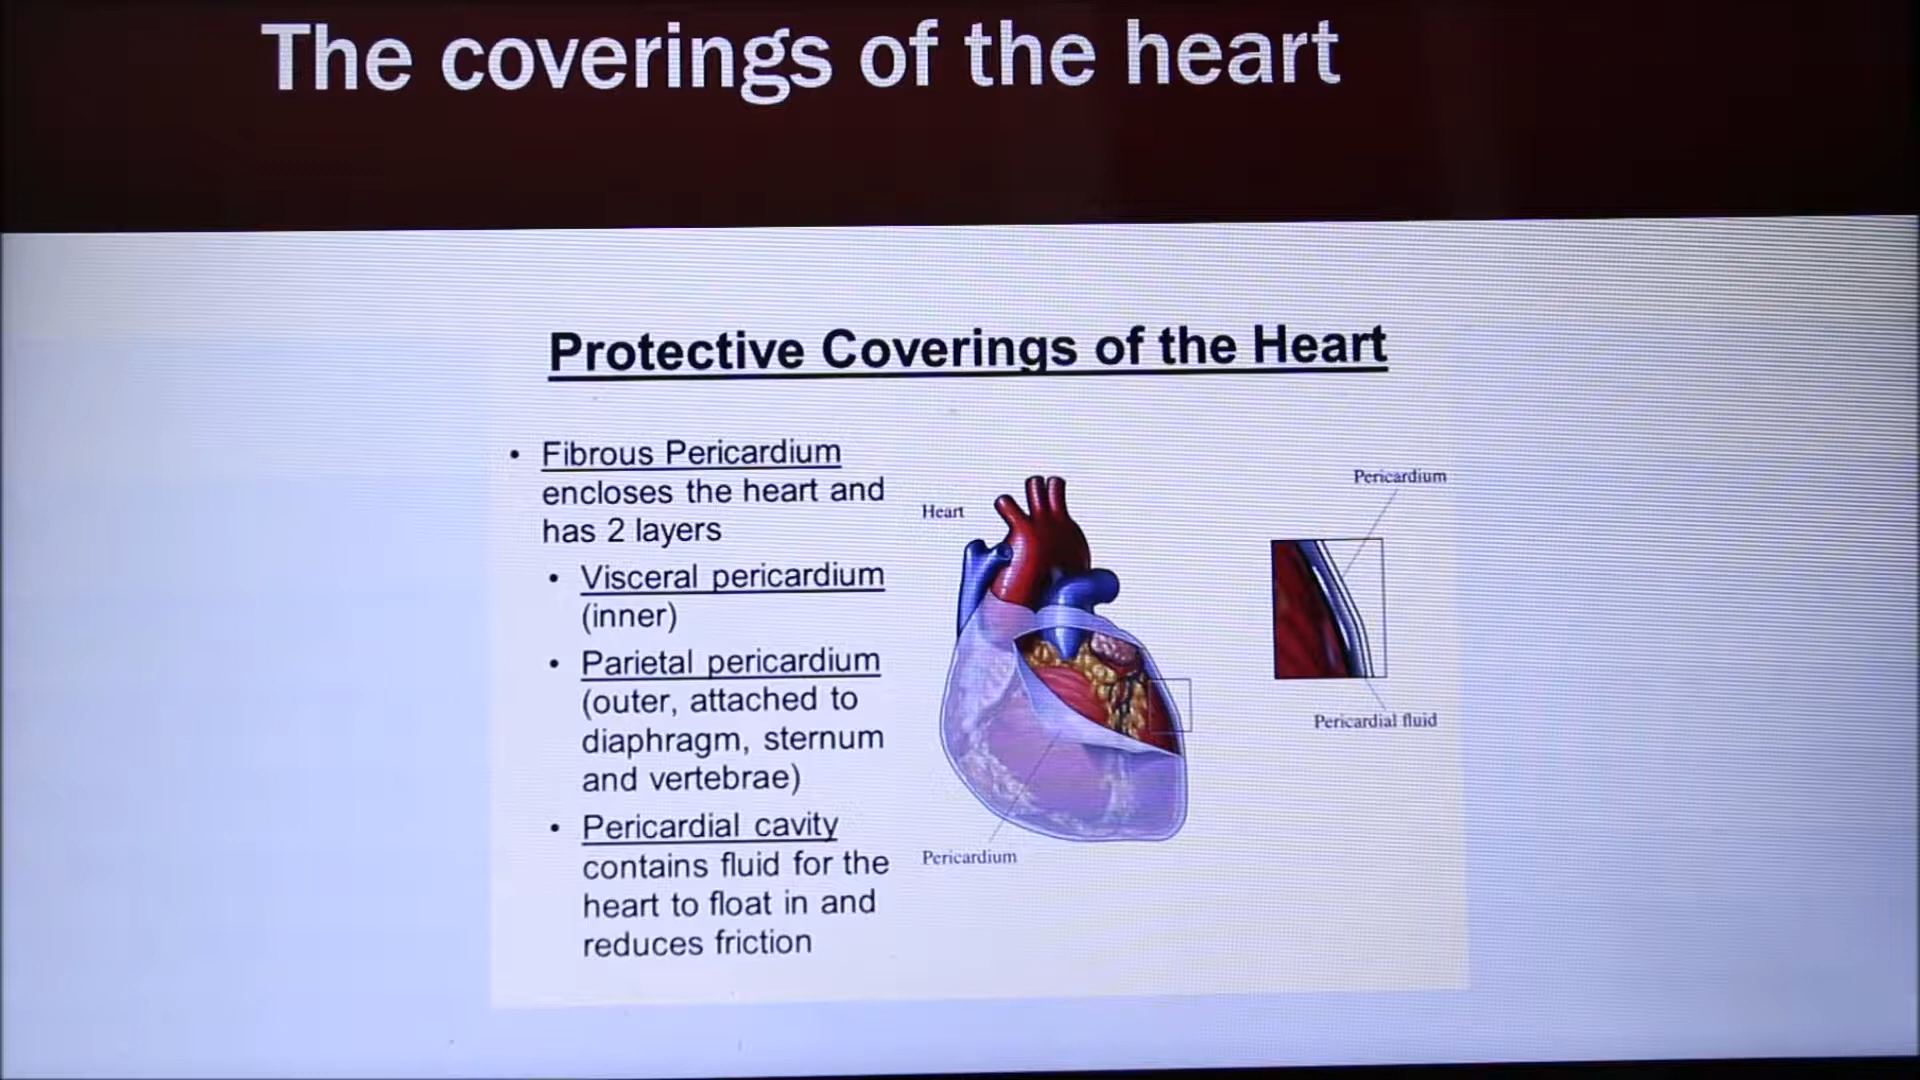 The coverings of the heart
Protective Coverings of the Heart
• Fibrous Pericardium
encloses the heart and
has 2 layers
• Visceral pericardium
(inner)
• Parietal pericardium
(outer, attached to
diaphragm, sternum
and vertebrae)
• Pericardial cavity
contains fluid for the
heart to float in and
reduces friction
Heart
Pericardium
Pericardium
Pericardial fluid